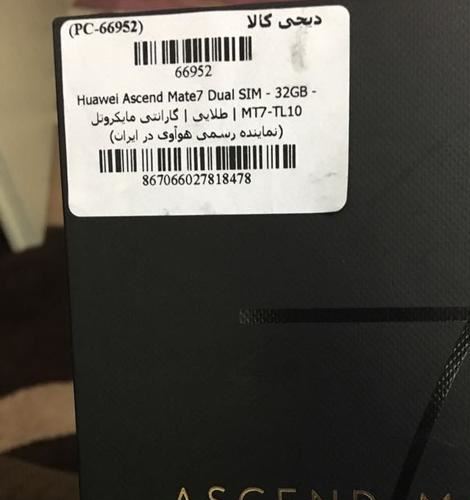 دیجی کالا (PC-66952)
66952
Huawei Ascend Mate7 Dual SIM - 32GB -
MT7-TL10 | طلایی | گارانتی مایکروتل
(نماینده رسمی هوآوی در ایران)
867066027818478
7
ASCEND M